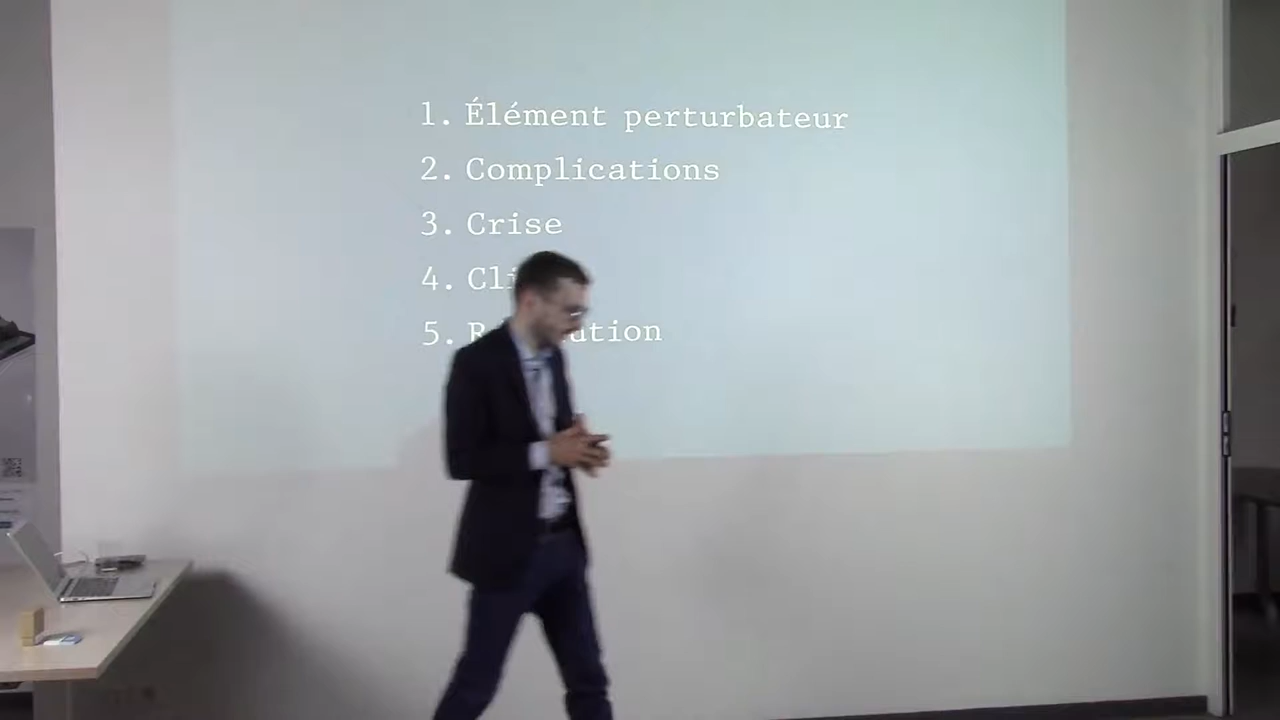 1. Élément perturbateur
2. Complications
3. Crise
4.
5.